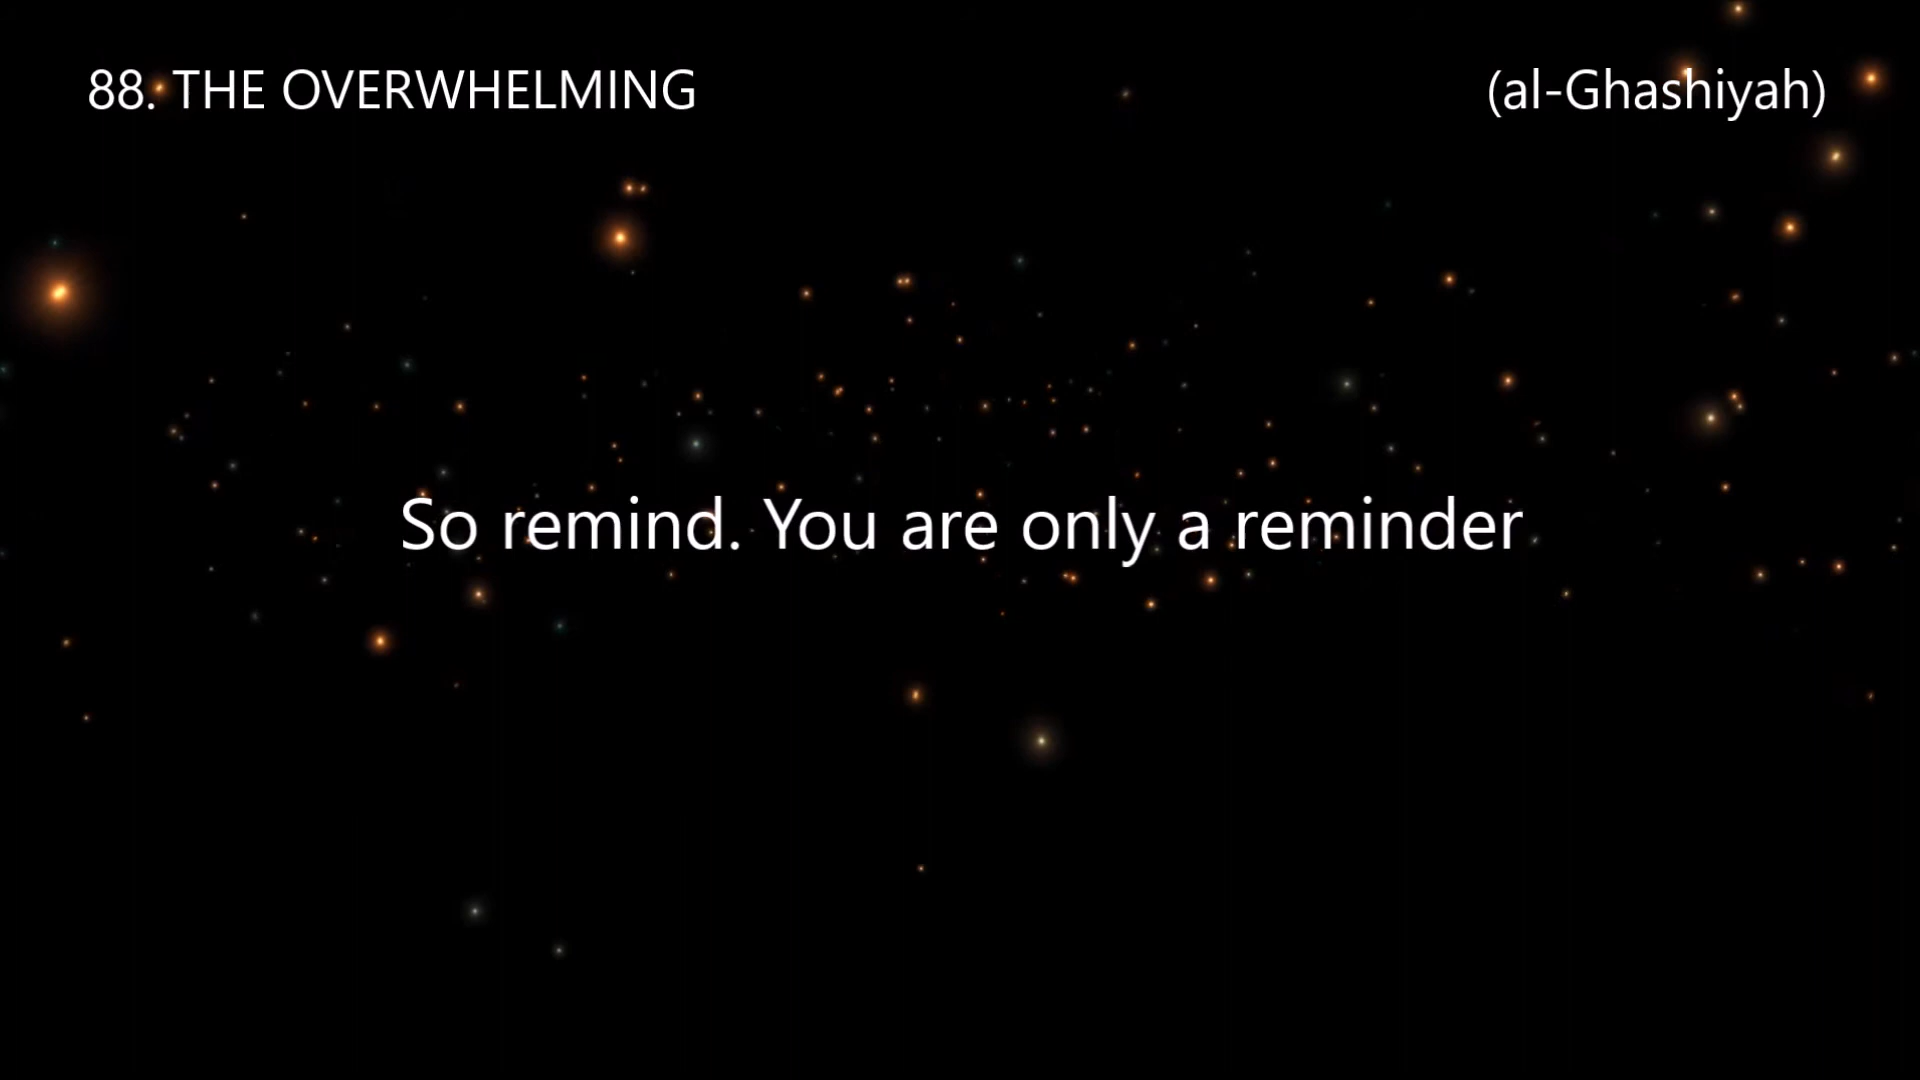 88. THE OVERWHELMING
(al-Ghashiyah)
So remind. You are only a reminder